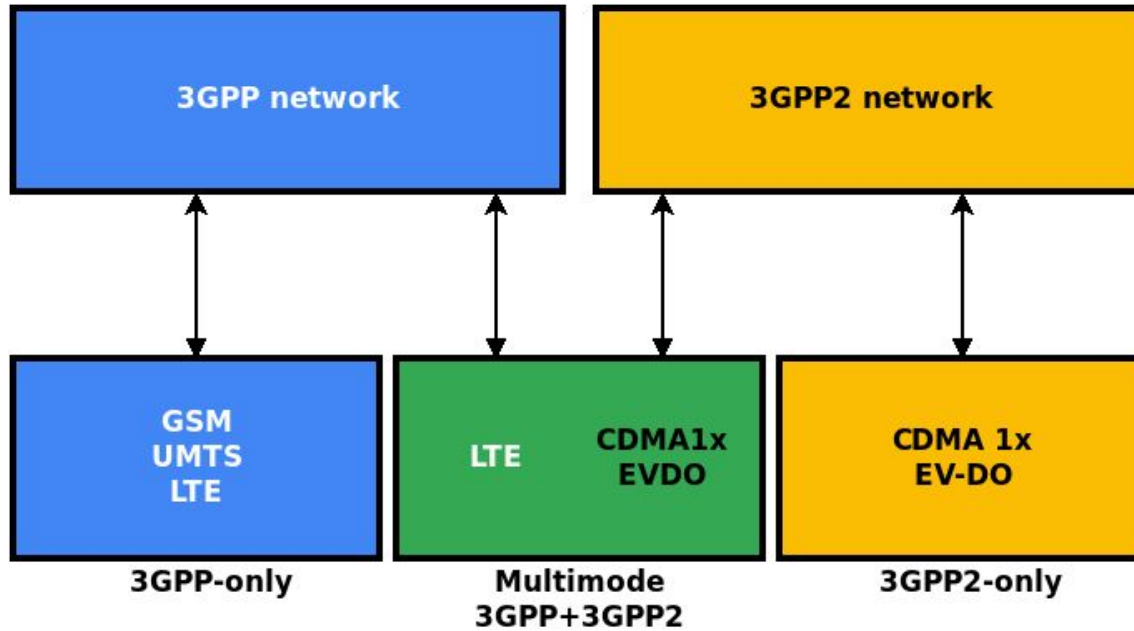 3GPP network
3GPP2 network
GSM
UMTS
LTE
LTE
CDMA1x
EVDO
CDMA 1x
EV-DO
3GPP-only
Multimode
3GPP+3GPP2
3GPP2-only